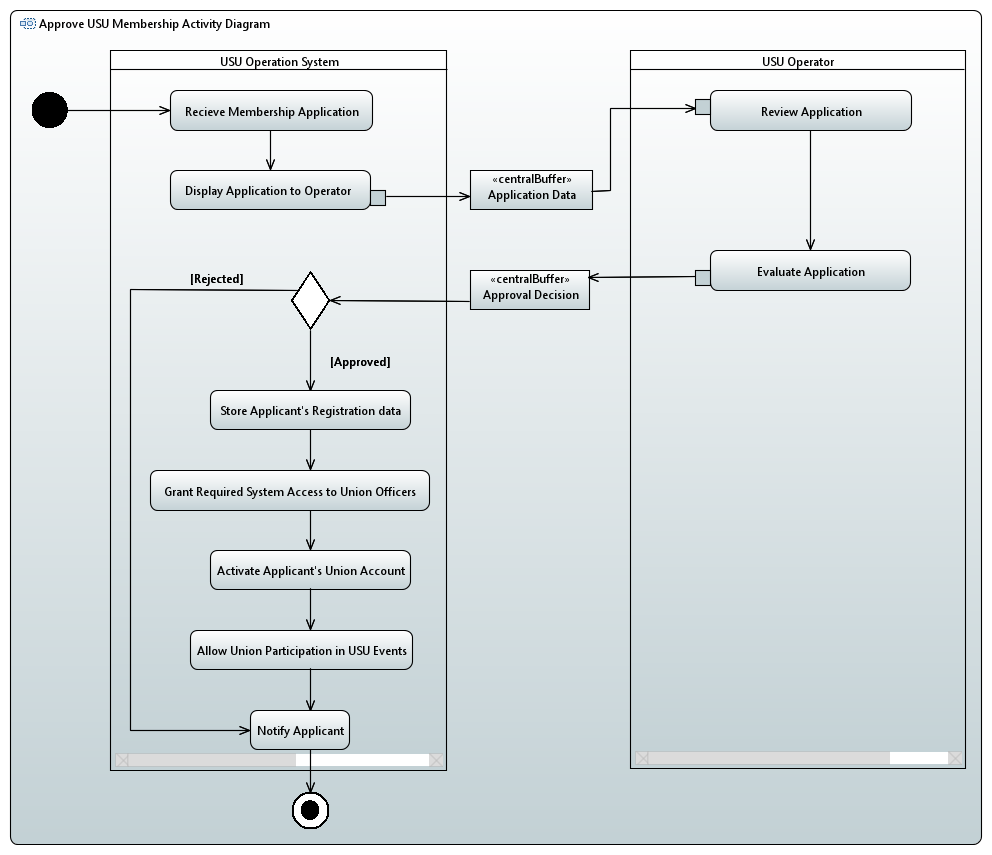 Approve USU Membership Activity Diagram
USU Operation System
USU Operator
Recieve Membership Application
Review Application
Display Application to Operator
«centralBuffer»
Application Data
Evaluate Application
«centralBuffer»
Approval Decision
[Rejected]
[Approved]
Store Applicant's Registration data
Grant Required System Access to Union Officers
Activate Applicant's Union Account
Allow Union Participation in USU Events
Notify Applicant